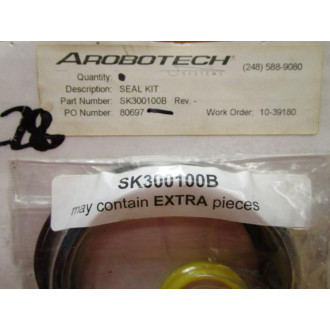 AROBOTECH
SYSTEMS
(248) 588-9080
Quantity:
Description: SEAL KIT
Part Number: SK300100B Rev. -
PO Number: 80697 Work Order: 10-39180
28
SK300100B
may contain EXTRA pieces